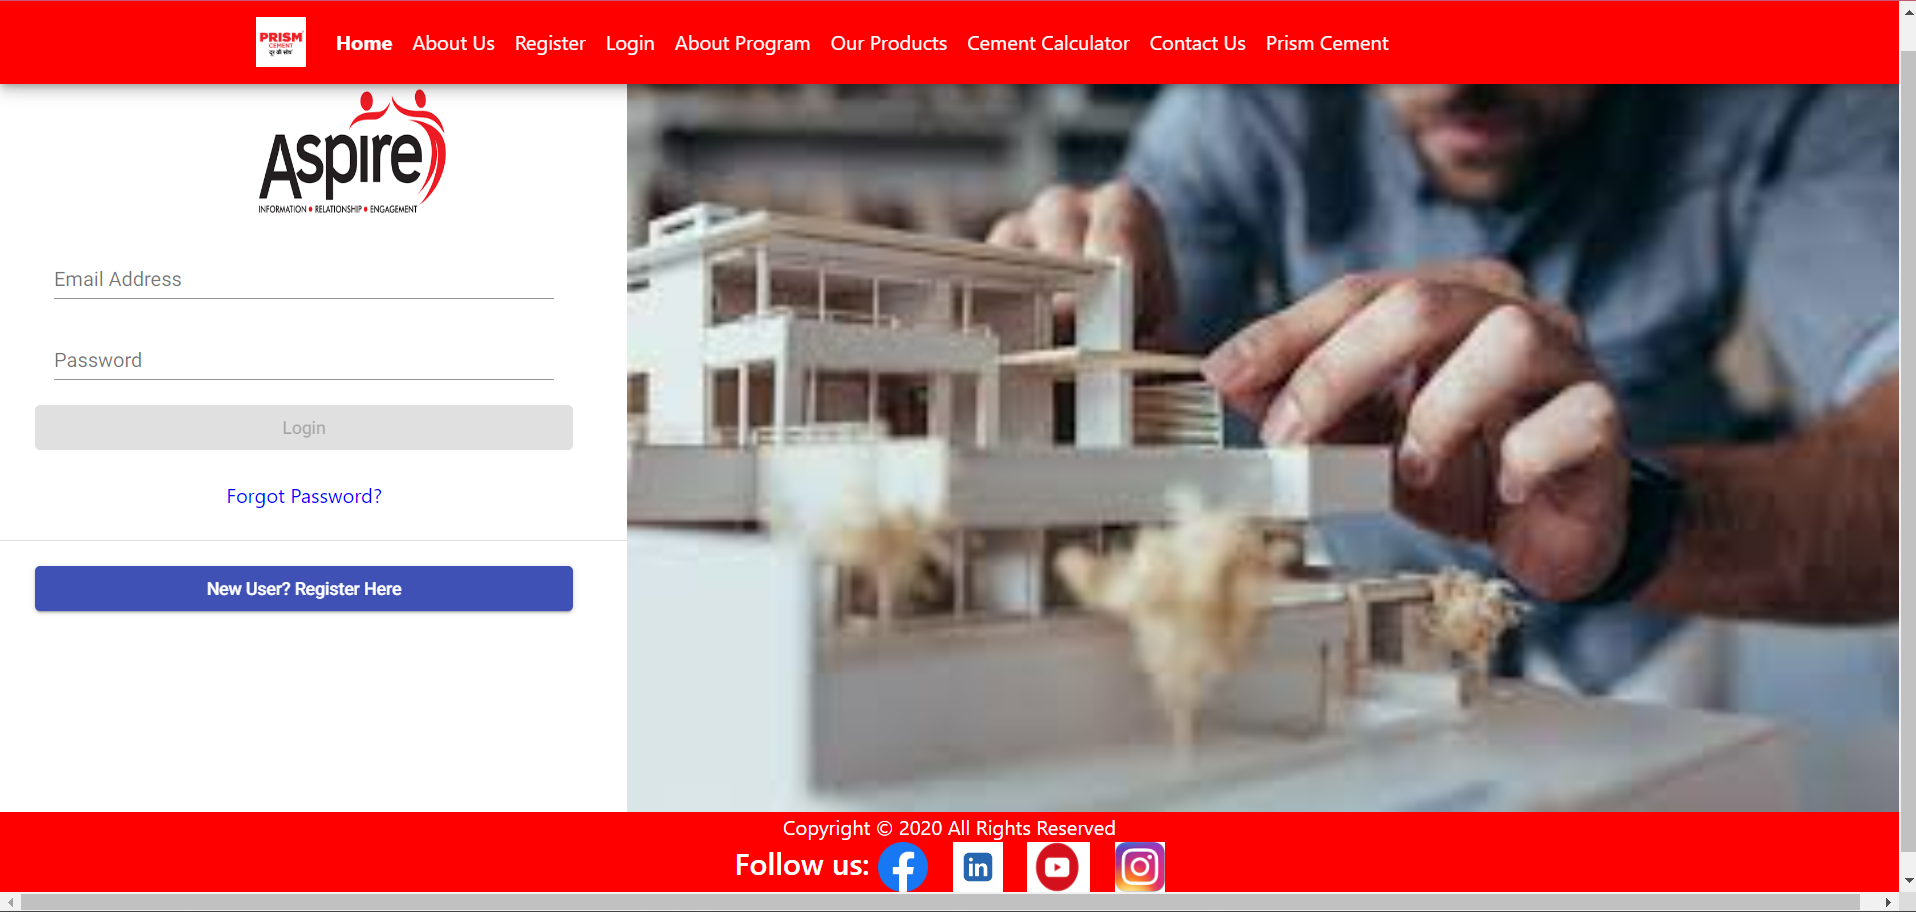 PRISM
CEMENT
दूर की सोच
Home About Us Register Login About Program Our Products Cement Calculator Contact Us Prism Cement
Aspire
INFORMATION • RELATIONSHIP • ENGAGEMENT
Email Address
Password
Login
Forgot Password?
New User? Register Here
Copyright © 2020 All Rights Reserved
Follow us:
in